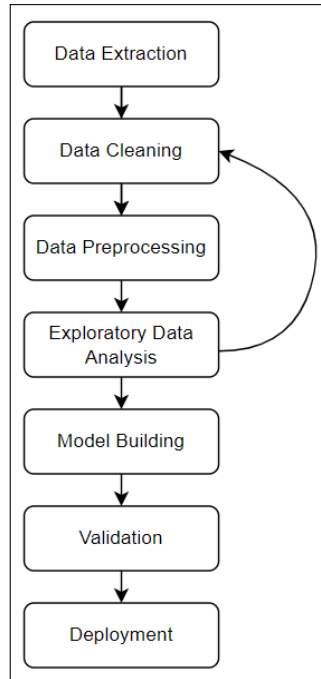 Data Extraction
Data Cleaning
Data Preprocessing
Exploratory Data
Analysis
Model Building
Validation
Deployment